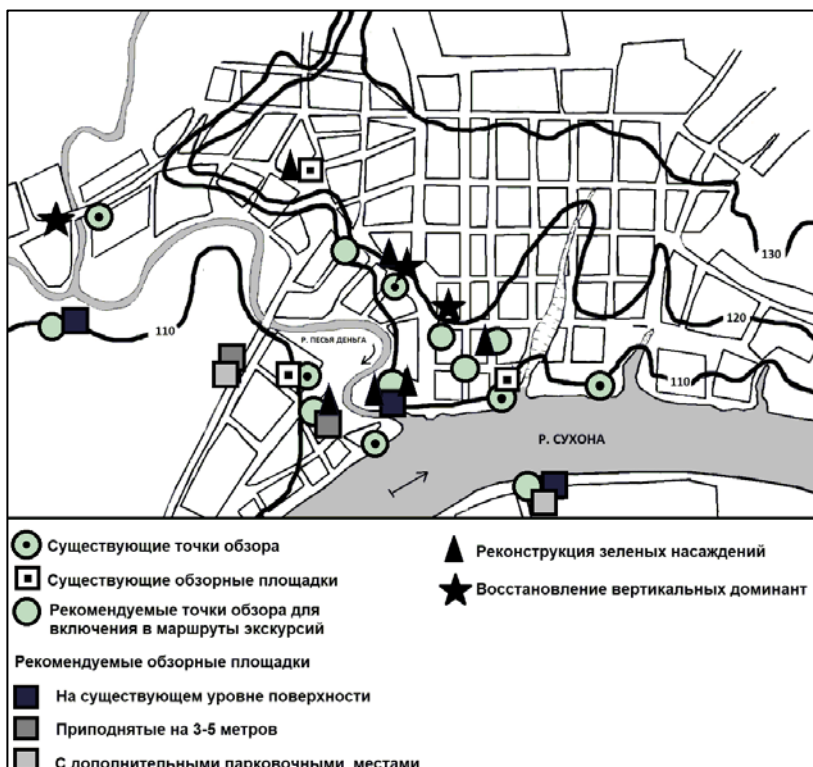 130
120
110
110
Р. ПЕСЬЯ ДЕНЬГА
Р. СУХОНА
Существующие точки обзора
Существующие обзорные площадки
Рекомендуемые точки обзора для
включения в маршруты экскурсий
Рекомендуемые обзорные площадки
На существующем уровне поверхности
Приподнятые на 3-5 метров
С дополнительными парковочными местами
Реконструкция зеленых насаждений
Восстановление вертикальных доминант